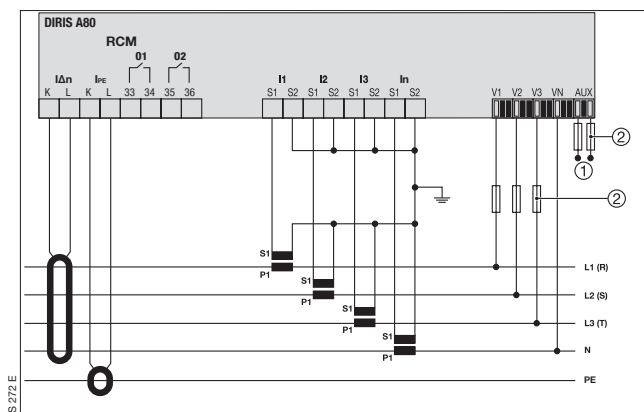 DIRIS A80
RCM
01 02
IΔn IPE I1 I2 I3 In
K L K L 33 34 35 36 S1 S2 S1 S2 S1 S2 S1 S2 V1 V2 V3 VN AUX
2
1
2
S1
P1 L1 (R)
S1
P1 L2 (S)
S1
P1 L3 (T)
S1
P1 N
PE
S 272 E